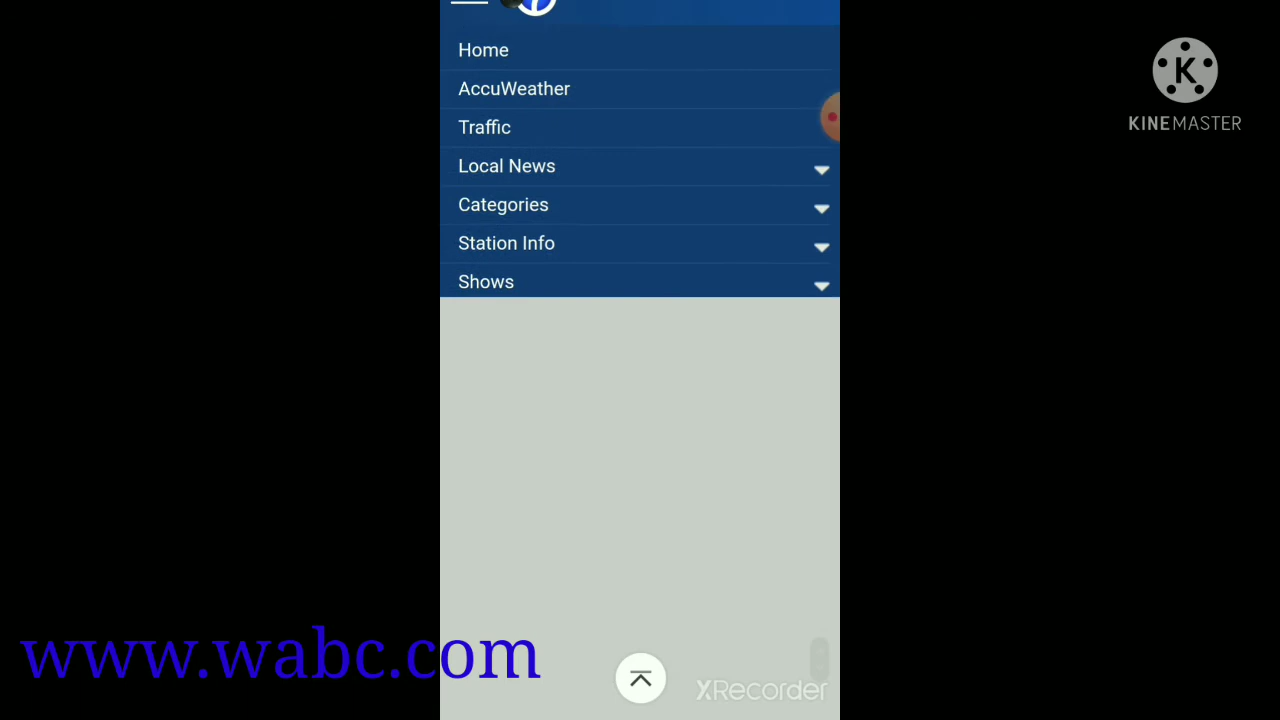 Home
AccuWeather
Traffic
Local News
Categories
Station Info
Shows
K
KINEMASTER
www.wabc.com
XRecorder